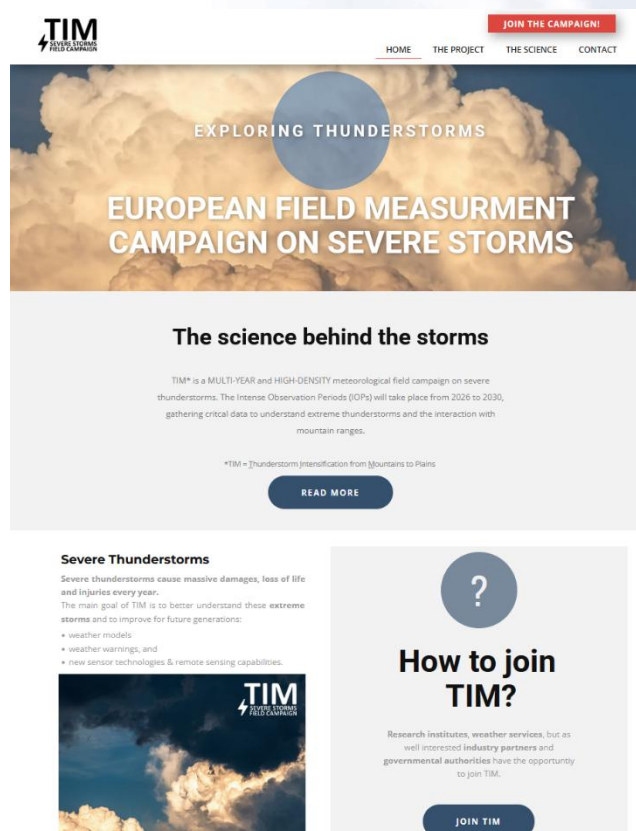 TIM
SEVERE STORMS
FIELD CAMPAIGN
JOIN THE CAMPAIGN!
HOME THE PROJECT THE SCIENCE CONTACT
EXPLORING THUNDERSTORMS
EUROPEAN FIELD MEASURMENT
CAMPAIGN ON SEVERE STORMS
The science behind the storms
TIM* is a MULTI-YEAR and HIGH-DENSITY meteorological field campaign on severe
thunderstorms. The Intense Observation Periods (IOPs) will take place from 2026 to 2030,
gathering critcal data to understand extreme thunderstorms and the interaction with
mountain ranges.
*TIM = Thunderstorm Intensification from Mountains to Plains
READ MORE
Severe Thunderstorms
Severe thunderstorms cause massive damages, loss of life
and injuries every year.
The main goal of TIM is to better understand these extreme
storms and to improve for future generations:
• weather models
• weather warnings, and
• new sensor technologies & remote sensing capabilities.
TIM
SEVERE STORMS
FIELD CAMPAIGN
?
How to join
TIM?
Research institutes, weather services, but as
well interested industry partners and
governmental authorities have the opportuntiy
to join TIM.
JOIN TIM